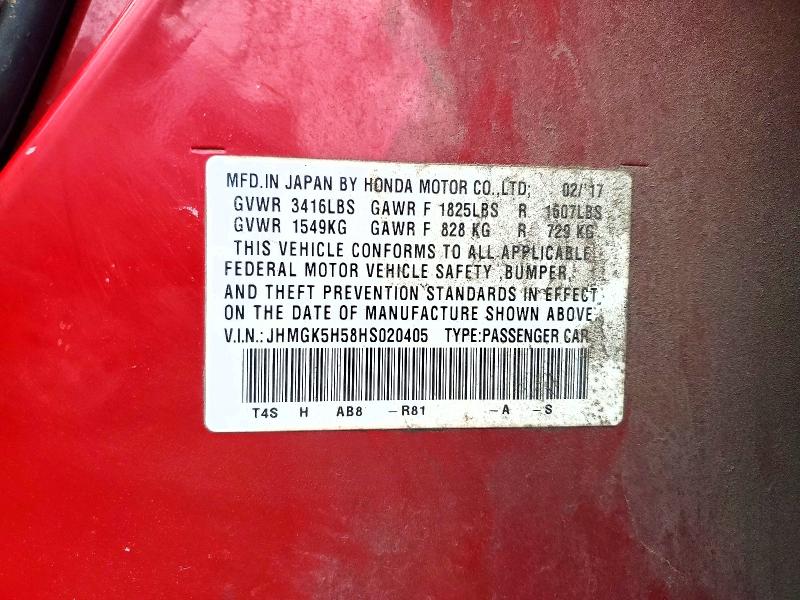 MFD.IN JAPAN BY HONDA MOTOR CO.,LTD; 02/'17
GVWR 3416LBS GAWR F 1825LBS R 1607LBS
GVWR 1549KG GAWR F 828 KG R 729 KG
THIS VEHICLE CONFORMS TO ALL APPLICABLE
FEDERAL MOTOR VEHICLE SAFETY ,BUMPER,
AND THEFT PREVENTION STANDARDS IN EFFECT
ON THE DATE OF MANUFACTURE SHOWN ABOVE.
V.I.N.: JHMGK5H58HS020405 TYPE:PASSENGER CAR
T4S H AB8 -R81 -A -S